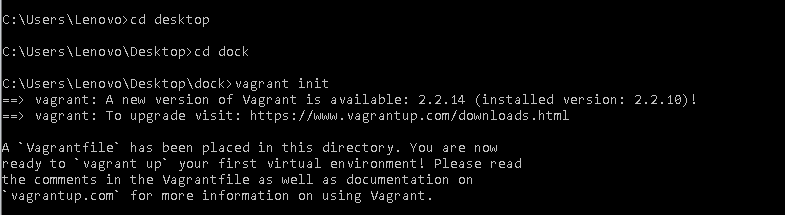 C:\Users\Lenovo>cd desktop
C:\Users\Lenovo\Desktop>cd dock
C:\Users\Lenovo\Desktop\dock>vagrant init
==> vagrant: A new version of Vagrant is available: 2.2.14 (installed version: 2.2.10)!
==> vagrant: To upgrade visit: https://www.vagrantup.com/downloads.html
A `Vagrantfile` has been placed in this directory. You are now
ready to `vagrant up` your first virtual environment! Please read
the comments in the Vagrantfile as well as documentation on
`vagrantup.com` for more information on using Vagrant.